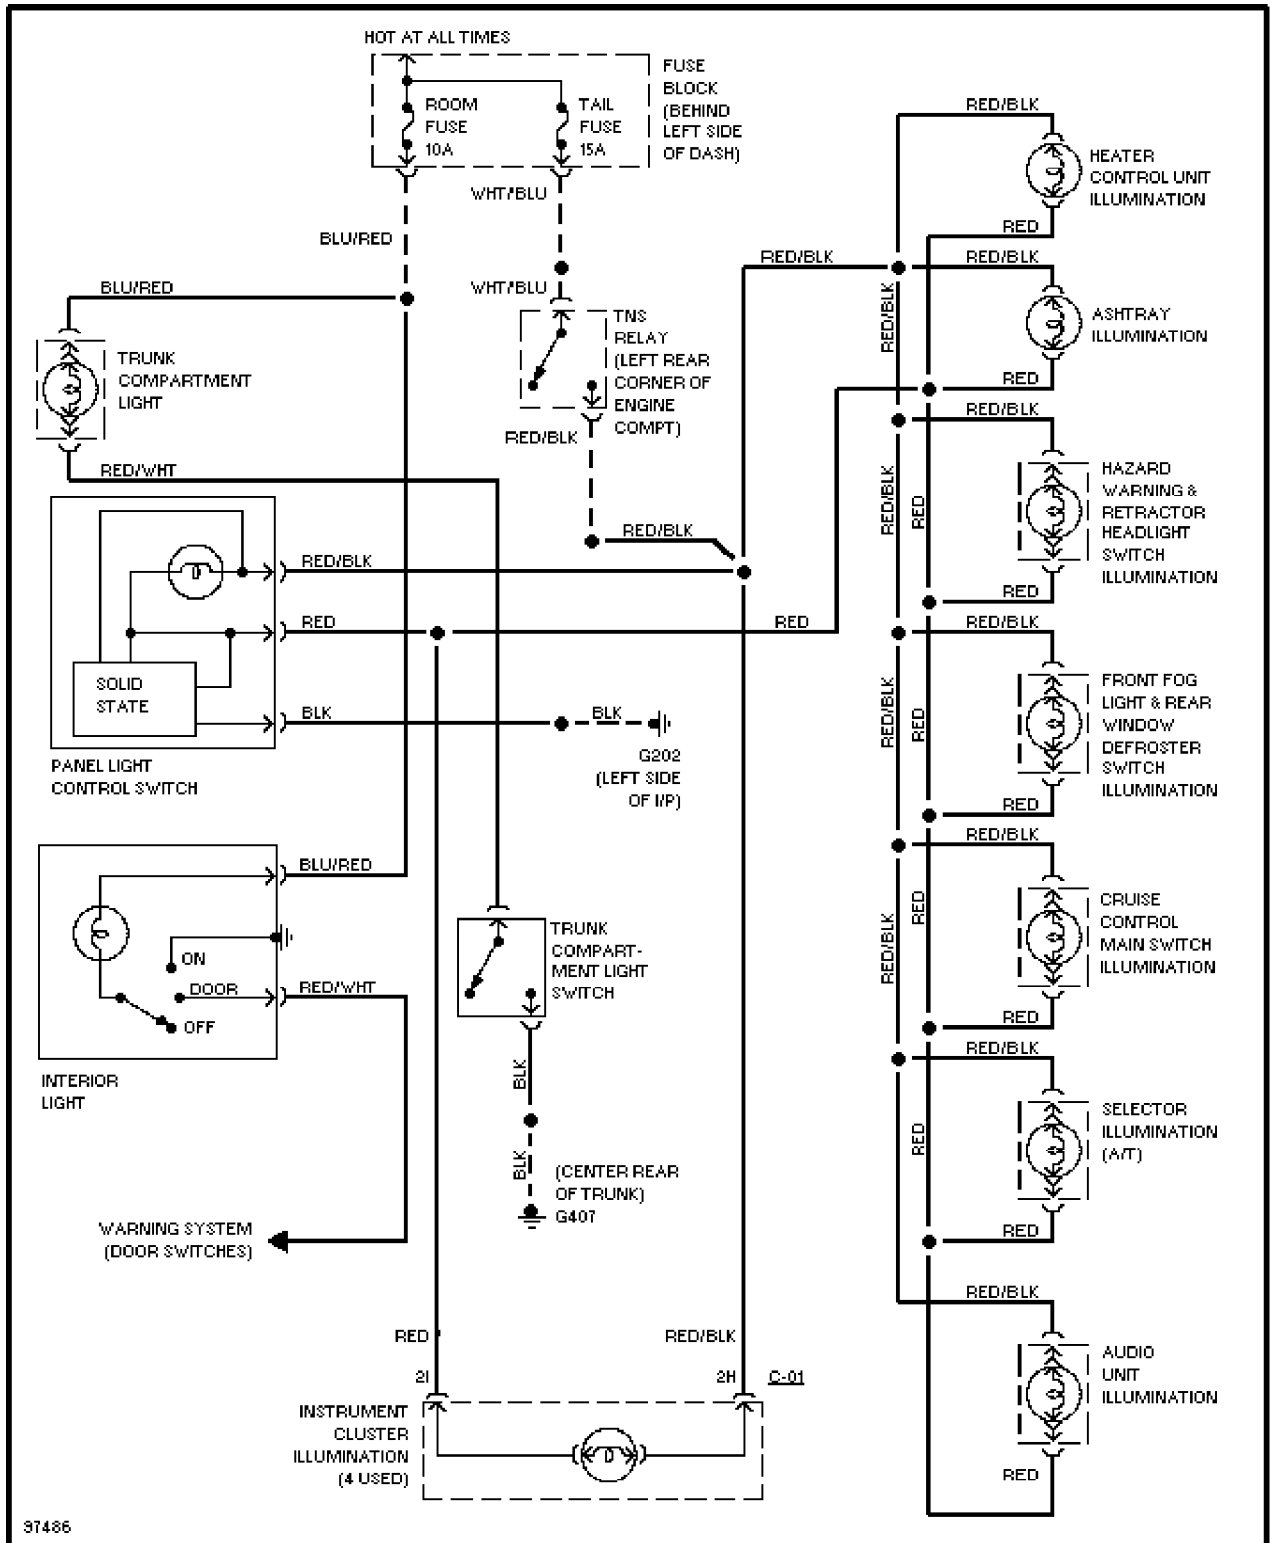 HOT AT ALL TIMES
FUSE
BLOCK
(BEHIND
LEFT SIDE
OF DASH)
ROOM
FUSE
10A
TAIL
FUSE
15A
WHT/BLU
BLU/RED
WHT/BLU
BLU/RED
TRUNK
COMPARTMENT
LIGHT
TNS
RELAY
(LEFT REAR
CORNER OF
ENGINE
COMPT)
RED/BLK
RED/WHT
RED/BLK
RED/BLK
RED/BLK
RED
RED
SOLID
STATE
BLK
BLK
G202
(LEFT SIDE
OF I/P)
PANEL LIGHT
CONTROL SWITCH
BLU/RED
ON
DOOR
OFF
RED/WHT
INTERIOR
LIGHT
TRUNK
COMPART-
MENT LIGHT
SWITCH
BLK
BLK
(CENTER REAR
OF TRUNK)
G407
WARNING SYSTEM
(DOOR SWITCHES)
RED
RED/BLK
2I
2H
C-01
INSTRUMENT
CLUSTER
ILLUMINATION
(4 USED)
RED/BLK
HEATER
CONTROL UNIT
ILLUMINATION
RED
RED/BLK
RED/BLK
ASHTRAY
ILLUMINATION
RED
RED/BLK
RED/BLK
RED
HAZARD
WARNING &
RETRACTOR
HEADLIGHT
SWITCH
ILLUMINATION
RED
RED/BLK
RED/BLK
RED
FRONT FOG
LIGHT & REAR
WINDOW
DEFROSTER
SWITCH
ILLUMINATION
RED
RED/BLK
RED/BLK
RED
CRUISE
CONTROL
MAIN SWITCH
ILLUMINATION
RED
RED/BLK
RED
SELECTOR
ILLUMINATION
(A/T)
RED
RED/BLK
AUDIO
UNIT
ILLUMINATION
RED
97486